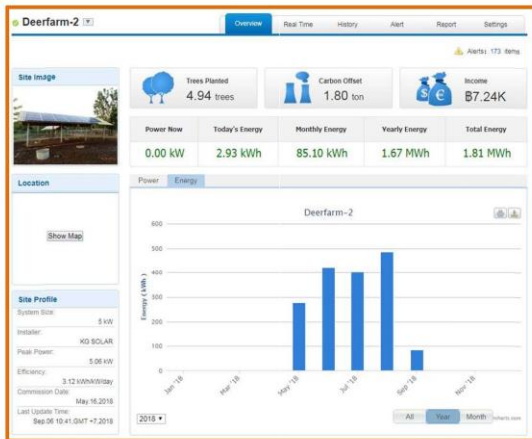 Deerfarm-2
Overview Real Time History Alert Report Settings
Alerts: 173 items
Site Image
Trees Planted
4.94 trees
Carbon Offset
1.80 ton
Income
฿7.24K
Power Now Today's Energy Monthly Energy Yearly Energy Total Energy
0.00 kW 2.93 kWh 85.10 kWh 1.67 MWh 1.81 MWh
Location
Show Map
Power Energy
Deerfarm-2
Energy (kWh)
600
500
400
300
200
100
0
Jan '18 Mar '18 May '18 Jul '18 Sep '18 Nov '18
2018
All Year Month
Site Profile
System Size:
5 kW
Installer:
KG SOLAR
Peak Power:
5.06 kW
Efficiency:
3.12 kWh/kW/day
Commission Date:
May 16,2018
Last Update Time:
Sep.06 10:41,GMT +7,2018